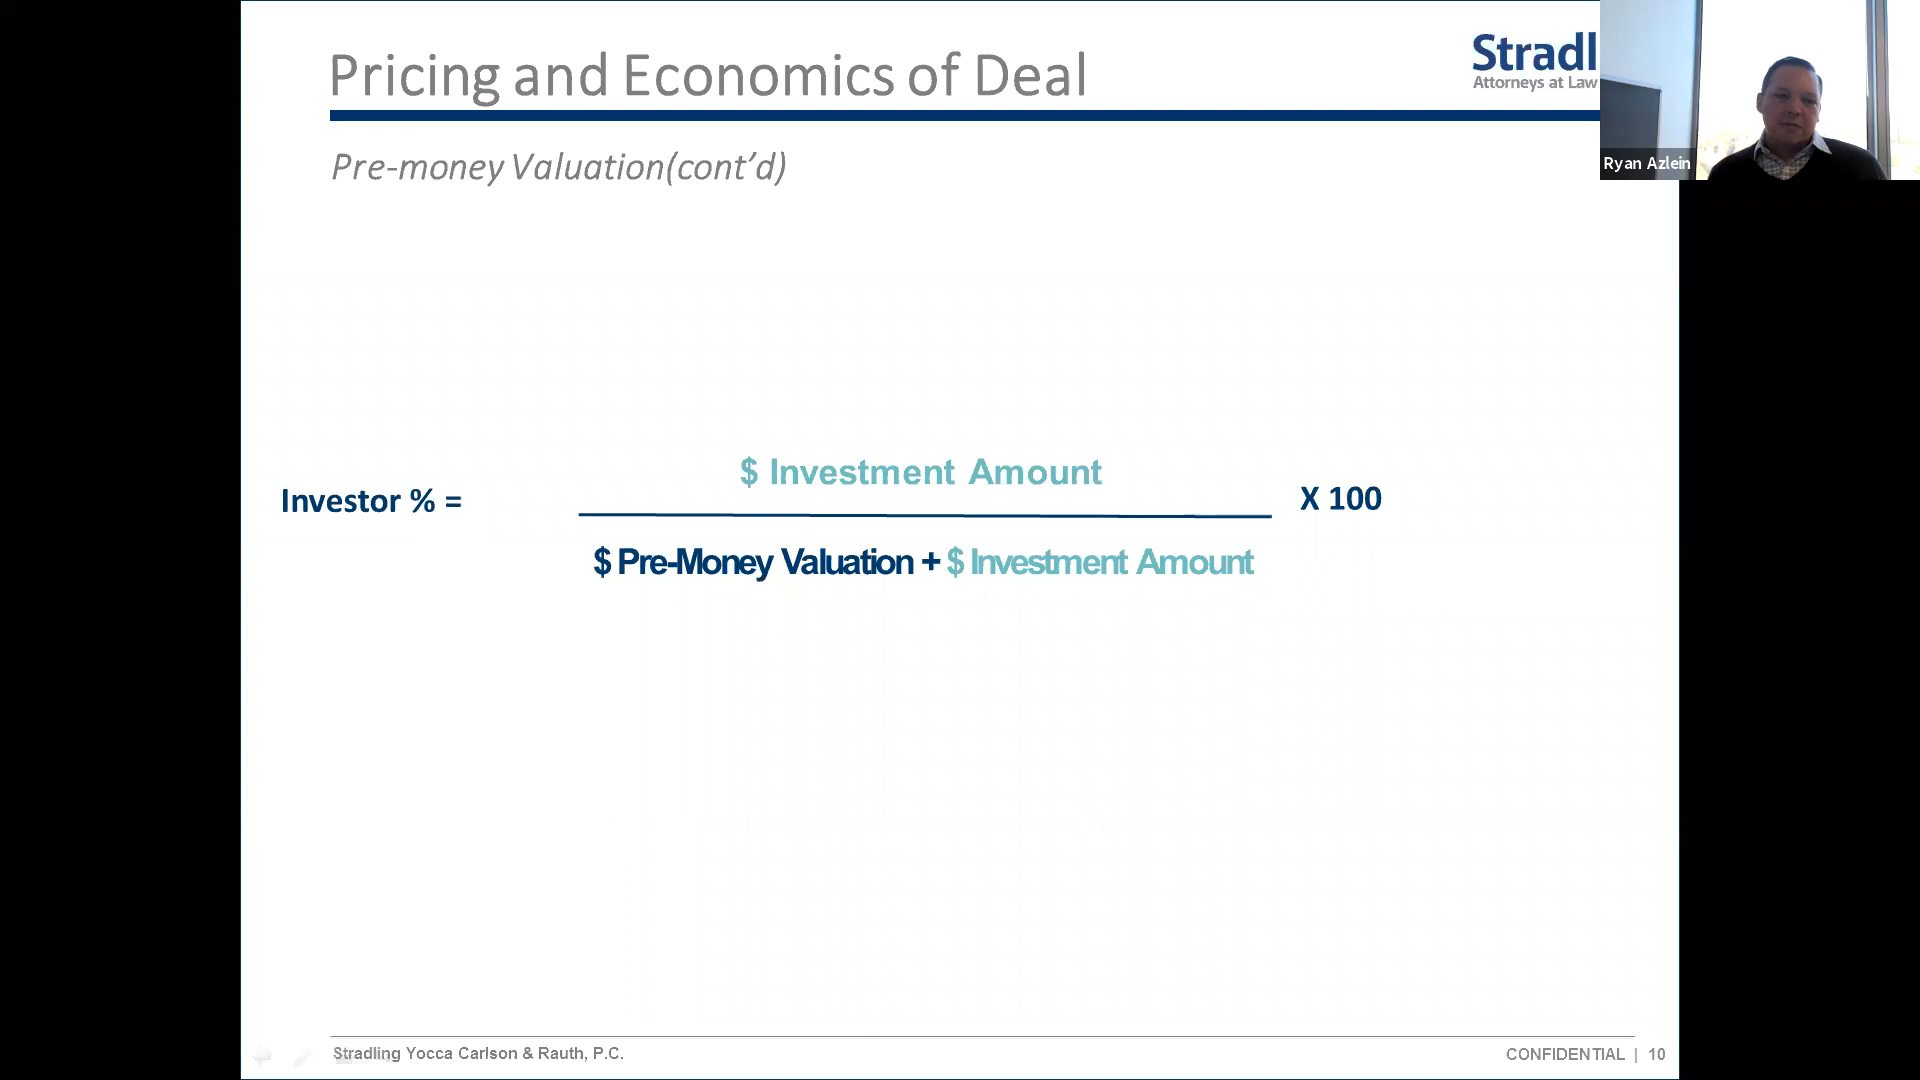 Pricing and Economics of Deal
Stradl
Attorneys at Law
Ryan Azlein
Pre-money Valuation(cont’d)
$ Investment Amount
Investor % =
X 100
$ Pre-Money Valuation + $ Investment Amount
Stradling Yocca Carlson & Rauth, P.C.
CONFIDENTIAL | 10